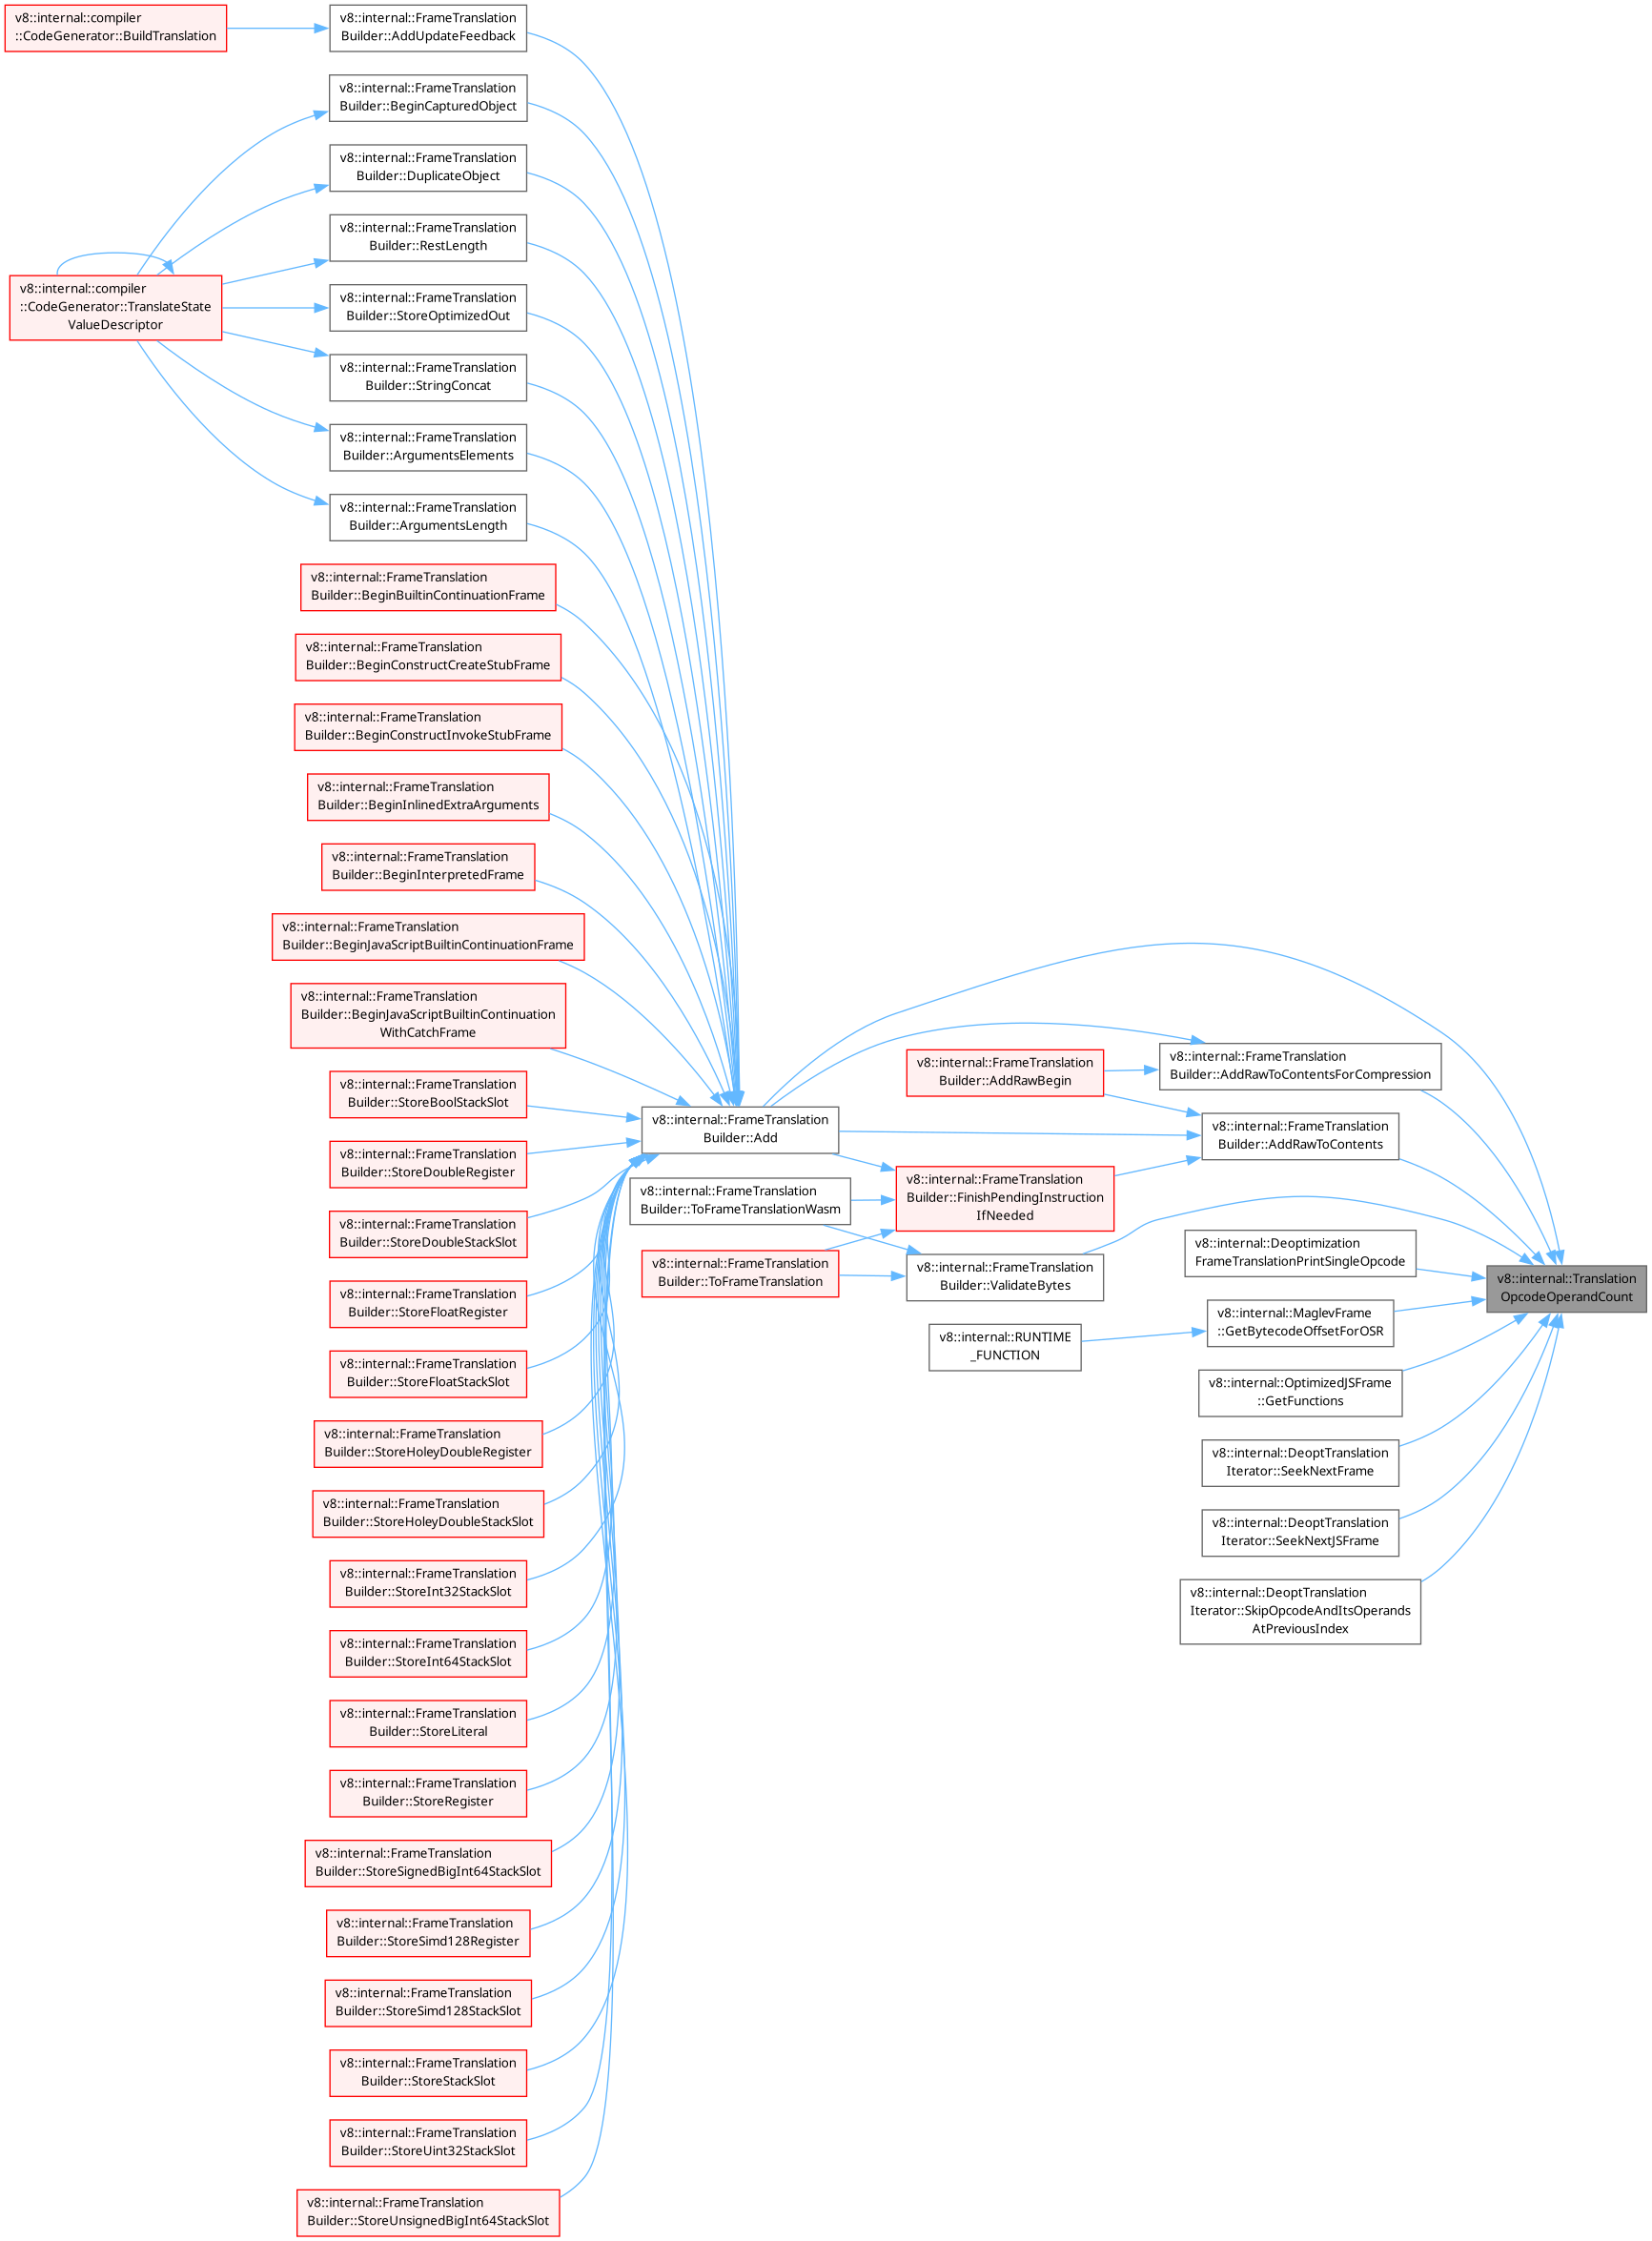 v8::internal::compiler
::CodeGenerator::BuildTranslation
v8::internal::FrameTranslation
Builder::AddUpdateFeedback
v8::internal::FrameTranslation
Builder::BeginCapturedObject
v8::internal::FrameTranslation
Builder::DuplicateObject
v8::internal::FrameTranslation
Builder::RestLength
v8::internal::compiler
::CodeGenerator::TranslateState
ValueDescriptor
v8::internal::FrameTranslation
Builder::StoreOptimizedOut
v8::internal::FrameTranslation
Builder::StringConcat
v8::internal::FrameTranslation
Builder::ArgumentsElements
v8::internal::FrameTranslation
Builder::ArgumentsLength
v8::internal::FrameTranslation
Builder::BeginBuiltinContinuationFrame
v8::internal::FrameTranslation
Builder::BeginConstructCreateStubFrame
v8::internal::FrameTranslation
Builder::BeginConstructInvokeStubFrame
v8::internal::FrameTranslation
Builder::BeginInlinedExtraArguments
v8::internal::FrameTranslation
Builder::BeginInterpretedFrame
v8::internal::FrameTranslation
Builder::BeginJavaScriptBuiltinContinuationFrame
v8::internal::FrameTranslation
Builder::BeginJavaScriptBuiltinContinuation
WithCatchFrame
v8::internal::FrameTranslation
Builder::StoreBoolStackSlot
v8::internal::FrameTranslation
Builder::StoreDoubleRegister
v8::internal::FrameTranslation
Builder::StoreDoubleStackSlot
v8::internal::FrameTranslation
Builder::StoreFloatRegister
v8::internal::FrameTranslation
Builder::StoreFloatStackSlot
v8::internal::FrameTranslation
Builder::StoreHoleyDoubleRegister
v8::internal::FrameTranslation
Builder::StoreHoleyDoubleStackSlot
v8::internal::FrameTranslation
Builder::StoreInt32StackSlot
v8::internal::FrameTranslation
Builder::StoreInt64StackSlot
v8::internal::FrameTranslation
Builder::StoreLiteral
v8::internal::FrameTranslation
Builder::StoreRegister
v8::internal::FrameTranslation
Builder::StoreSignedBigInt64StackSlot
v8::internal::FrameTranslation
Builder::StoreSimd128Register
v8::internal::FrameTranslation
Builder::StoreSimd128StackSlot
v8::internal::FrameTranslation
Builder::StoreStackSlot
v8::internal::FrameTranslation
Builder::StoreUint32StackSlot
v8::internal::FrameTranslation
Builder::StoreUnsignedBigInt64StackSlot
v8::internal::FrameTranslation
Builder::Add
v8::internal::FrameTranslation
Builder::ToFrameTranslationWasm
v8::internal::FrameTranslation
Builder::ToFrameTranslation
v8::internal::FrameTranslation
Builder::AddRawBegin
v8::internal::FrameTranslation
Builder::FinishPendingInstruction
IfNeeded
v8::internal::FrameTranslation
Builder::ValidateBytes
v8::internal::RUNTIME
_FUNCTION
v8::internal::FrameTranslation
Builder::AddRawToContentsForCompression
v8::internal::FrameTranslation
Builder::AddRawToContents
v8::internal::Deoptimization
FrameTranslationPrintSingleOpcode
v8::internal::MaglevFrame
::GetBytecodeOffsetForOSR
v8::internal::OptimizedJSFrame
::GetFunctions
v8::internal::DeoptTranslation
Iterator::SeekNextFrame
v8::internal::DeoptTranslation
Iterator::SeekNextJSFrame
v8::internal::DeoptTranslation
Iterator::SkipOpcodeAndItsOperands
AtPreviousIndex
v8::internal::Translation
OpcodeOperandCount